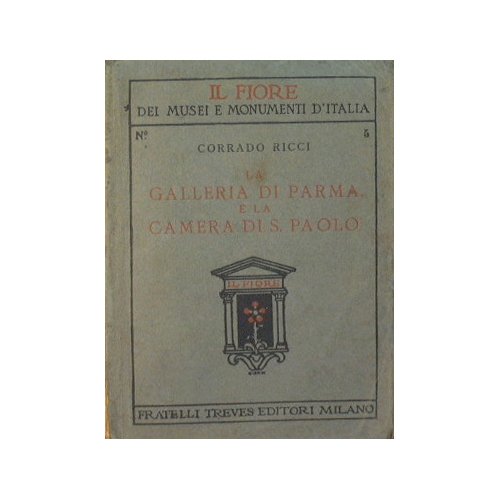 IL FIORE
DEI MUSEI E MONUMENTI D'ITALIA
Nº 5
CORRADO RICCI
LA
GALLERIA DI PARMA
E LA
CAMERA DI S. PAOLO
IL FIORE
FRATELLI TREVES EDITORI MILANO